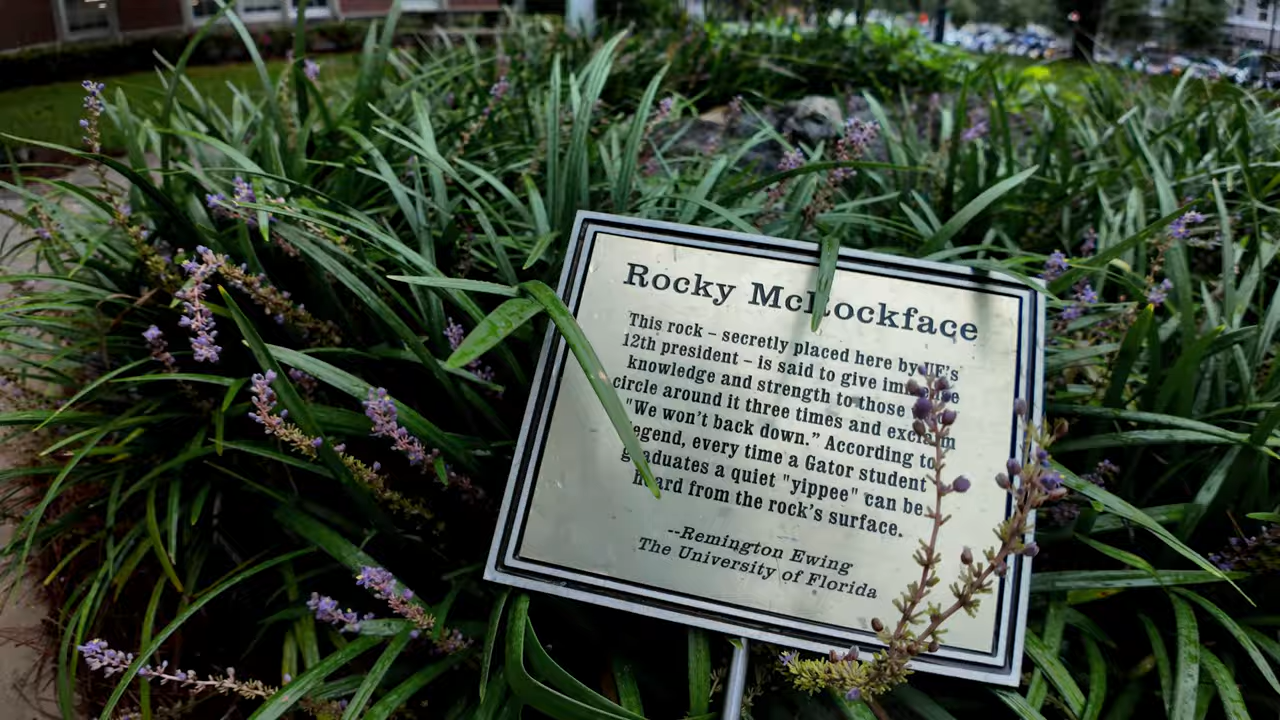 Rocky McRockface
This rock – secretly placed here by UF's
12th president – is said to give immense
knowledge and strength to those who
circle around it three times and exclaim
"We won't back down." According to
legend, every time a Gator student
graduates a quiet "yippee" can be
heard from the rock's surface.
--Remington Ewing
The University of Florida